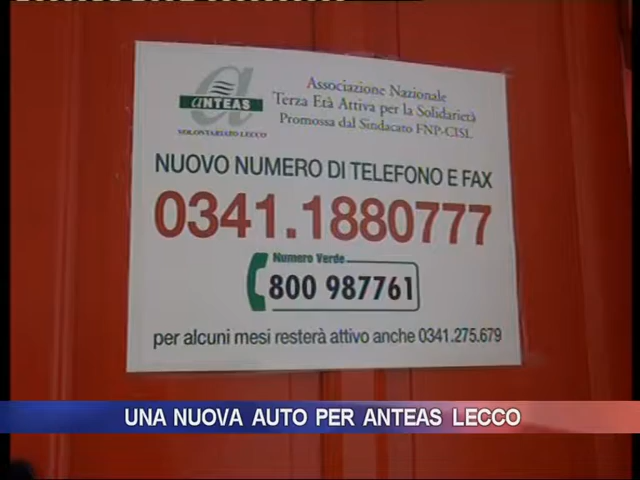 ANTEAS
VOLONTARIATO LECCO
Associazione Nazionale
Terza Età Attiva per la Solidarietà
Promossa dal Sindacato FNP-CISL
NUOVO NUMERO DI TELEFONO E FAX
0341.1880777
Numero Verde
800 987761
per alcuni mesi resterà attivo anche 0341.275.679
UNA NUOVA AUTO PER ANTEAS LECCO